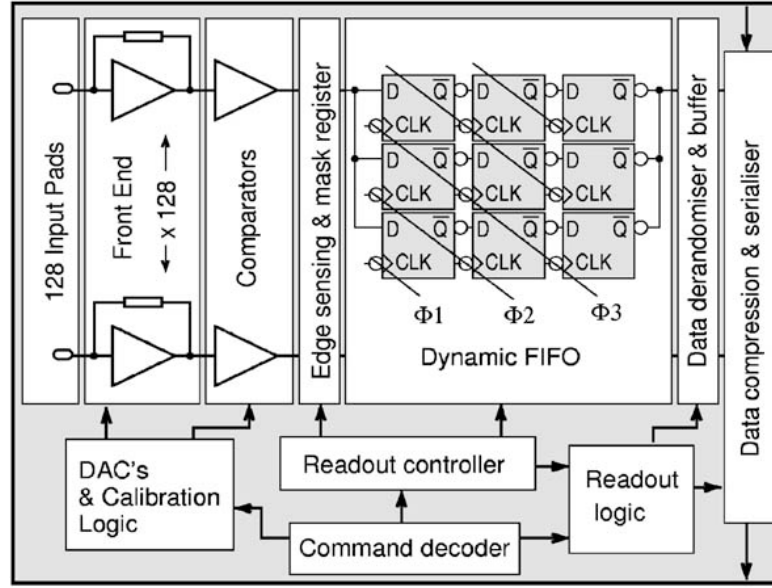 128 Input Pads
Front End
x 128
Comparators
Edge sensing & mask register
D Q D Q D Q
CLK CLK CLK
D Q D Q D Q
CLK CLK CLK
D Q D Q D Q
CLK CLK CLK
Φ1 Φ2 Φ3
Dynamic FIFO
Data derandomiser & buffer
Data compression & serialiser
DAC's
& Calibration
Logic
Readout controller
Command decoder
Readout
logic